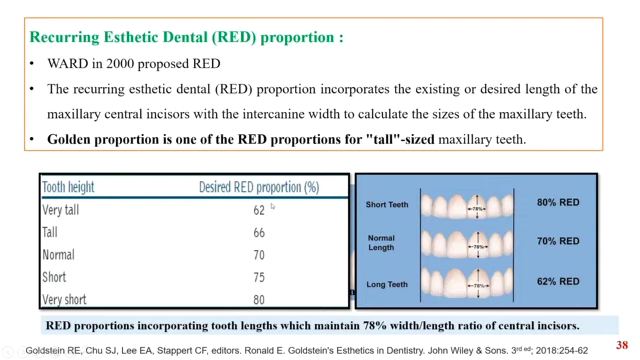 Recurring Esthetic Dental (RED) proportion :
• WARD in 2000 proposed RED
• The recurring esthetic dental (RED) proportion incorporates the existing or desired length of the
maxillary central incisors with the intercanine width to calculate the sizes of the maxillary teeth.
• Golden proportion is one of the RED proportions for "tall"-sized maxillary teeth.
Tooth height Desired RED proportion (%)
Very tall 62
Tall 66
Normal 70
Short 75
Very short 80
Short Teeth 78% 80% RED
Normal
Length 78% 70% RED
Long Teeth 78% 62% RED
RED proportions incorporating tooth lengths which maintain 78% width/length ratio of central incisors.
38
Goldstein RE, Chu SJ, Lee EA, Stappert CF, editors. Ronald E. Goldstein's Esthetics in Dentistry. John Wiley & Sons. 3rd ed; 2018:254-62